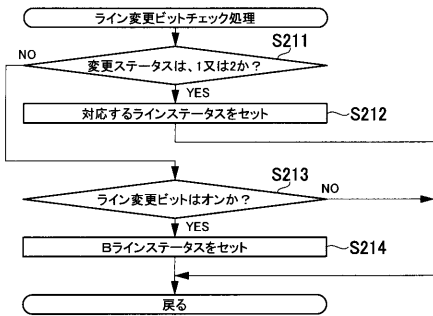 ライン変更ビットチェック処理
S211
NO
変更ステータスは、1又は2か？
YES
対応するラインステータスをセット
S212
S213
ライン変更ビットはオンか？
NO
YES
Bラインステータスをセット
S214
戻る